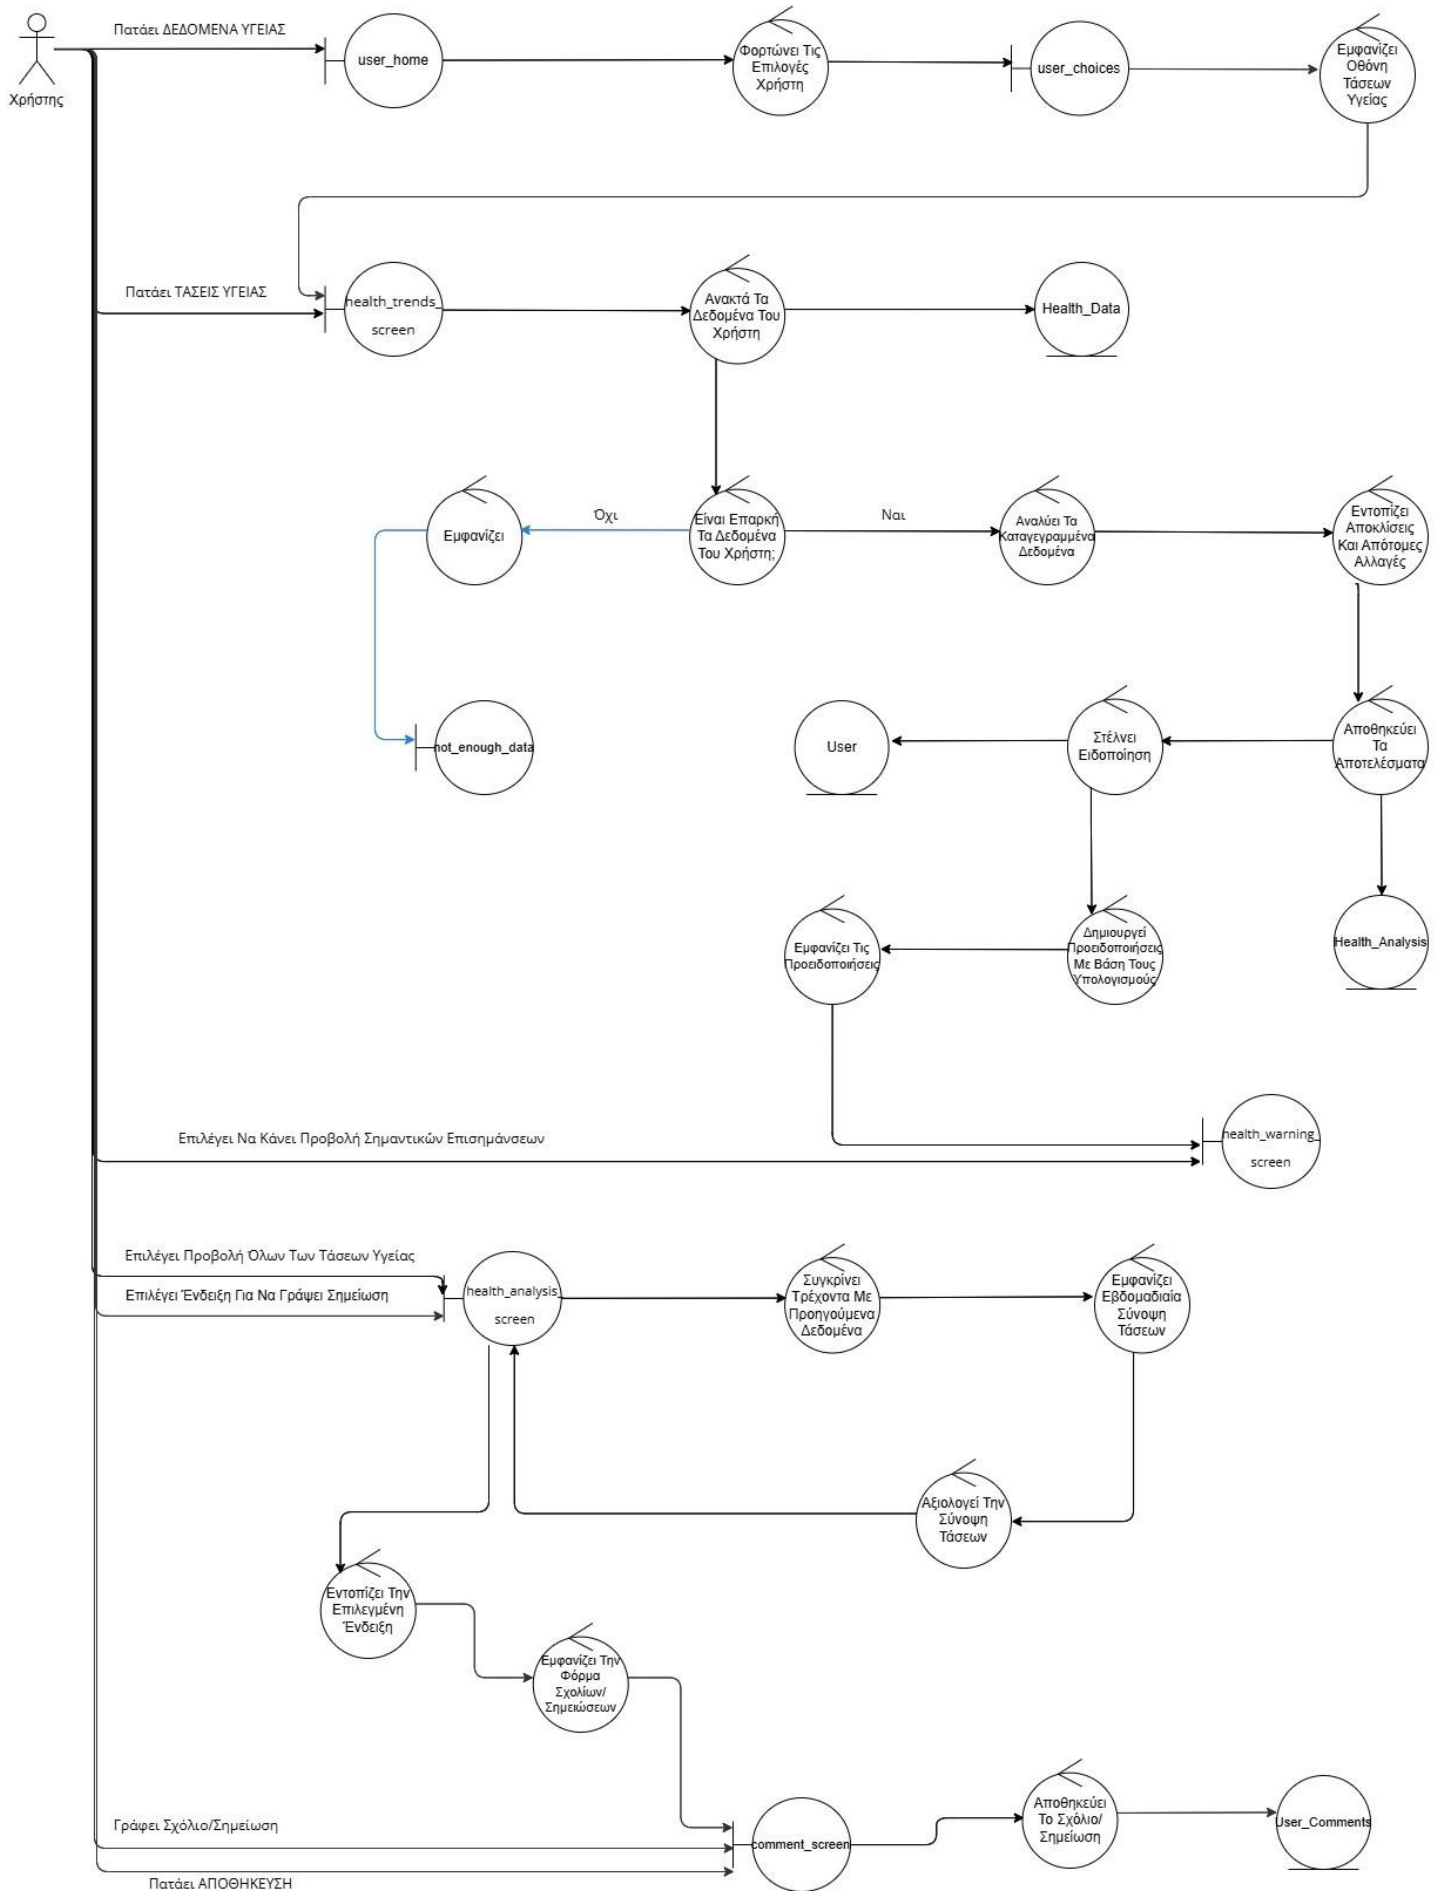 Πατάει ΔΕΔΟΜΕΝΑ ΥΓΕΙΑΣ
Χρήστης
user_home
Φορτώνει Τις
Επιλογές
Χρήστη
user_choices
Εμφανίζει
Οθόνη
Τάσεων
Υγείας
Πατάει ΤΑΣΕΙΣ ΥΓΕΙΑΣ
health_trends_
screen
Ανακτά Τα
Δεδομένα Του
Χρήστη
Health_Data
Εμφανίζει
Όχι
Είναι Επαρκή
Τα Δεδομένα
Του Χρήστη;
Ναι
Αναλύει Τα
Καταγεγραμμένα
Δεδομένα
Εντοπίζει
Αποκλίσεις
Και Απότομες
Αλλαγές
not_enough_data
User
Στέλνει
Ειδοποίηση
Αποθηκεύει
Τα
Αποτελέσματα
Εμφανίζει Τις
Προειδοποιήσεις
Δημιουργεί
Προειδοποιήσεις
Με Βάση Τους
Υπολογισμούς
Health_Analysis
Επιλέγει Να Κάνει Προβολή Σημαντικών Επισημάνσεων
health_warning_
screen
Επιλέγει Προβολή Όλων Των Τάσεων Υγείας
Επιλέγει Ένδειξη Για Να Γράψει Σημείωση
health_analysis_
screen
Συγκρίνει
Τρέχοντα Με
Προηγούμενα
Δεδομένα
Εμφανίζει
Εβδομαδιαία
Σύνοψη
Τάσεων
Αξιολογεί Την
Σύνοψη
Τάσεων
Εντοπίζει Την
Επιλεγμένη
Ένδειξη
Εμφανίζει Την
Φόρμα
Σχολίων/
Σημειώσεων
Γράφει Σχόλιο/Σημείωση
Πατάει ΑΠΟΘΗΚΕΥΣΗ
comment_screen
Αποθηκεύει
Το Σχόλιο/
Σημείωση
User_Comments